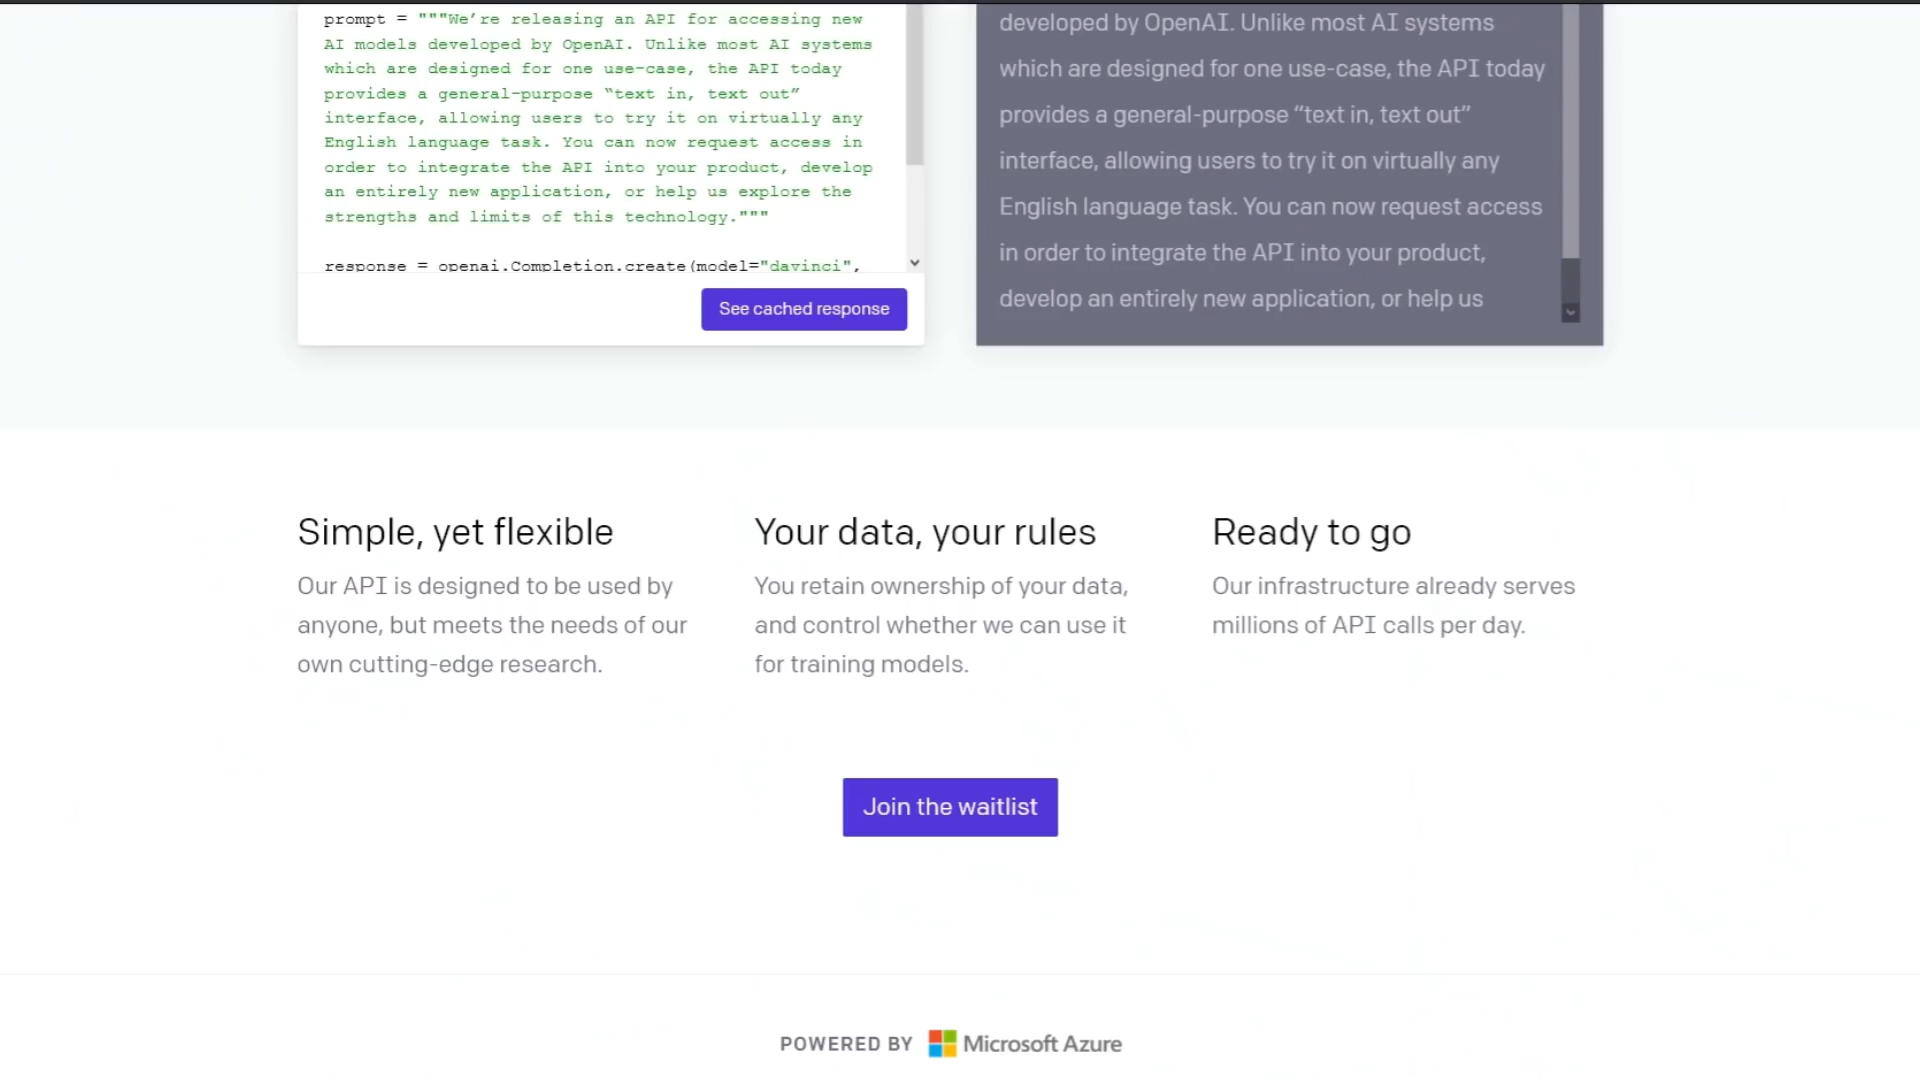 prompt = """We’re releasing an API for accessing new
AI models developed by OpenAI. Unlike most AI systems
which are designed for one use-case, the API today
provides a general-purpose “text in, text out”
interface, allowing users to try it on virtually any
English language task. You can now request access in
order to integrate the API into your product, develop
an entirely new application, or help us explore the
strengths and limits of this technology."""
response = openai.Completion.create(model="davinci",
See cached response
developed by OpenAI. Unlike most AI systems
which are designed for one use-case, the API today
provides a general-purpose “text in, text out”
interface, allowing users to try it on virtually any
English language task. You can now request access
in order to integrate the API into your product,
develop an entirely new application, or help us
Simple, yet flexible
Our API is designed to be used by
anyone, but meets the needs of our
own cutting-edge research.
Your data, your rules
You retain ownership of your data,
and control whether we can use it
for training models.
Ready to go
Our infrastructure already serves
millions of API calls per day.
Join the waitlist
POWERED BY Microsoft Azure